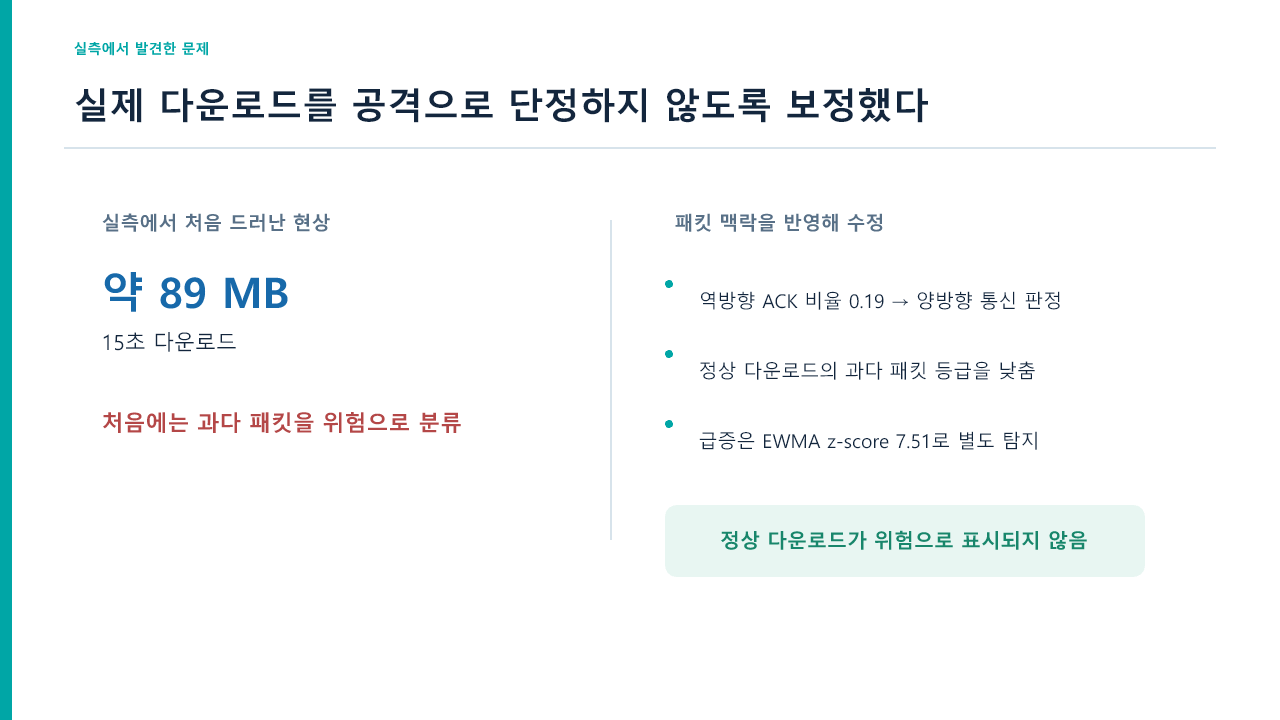 실측에서 발견한 문제
실제 다운로드를 공격으로 단정하지 않도록 보정했다
실측에서 처음 드러난 현상
약 89 MB
15초 다운로드
처음에는 과다 패킷을 위험으로 분류
패킷 맥락을 반영해 수정
역방향 ACK 비율 0.19 → 양방향 통신 판정
정상 다운로드의 과다 패킷 등급을 낮춤
급증은 EWMA z-score 7.51로 별도 탐지
정상 다운로드가 위험으로 표시되지 않음